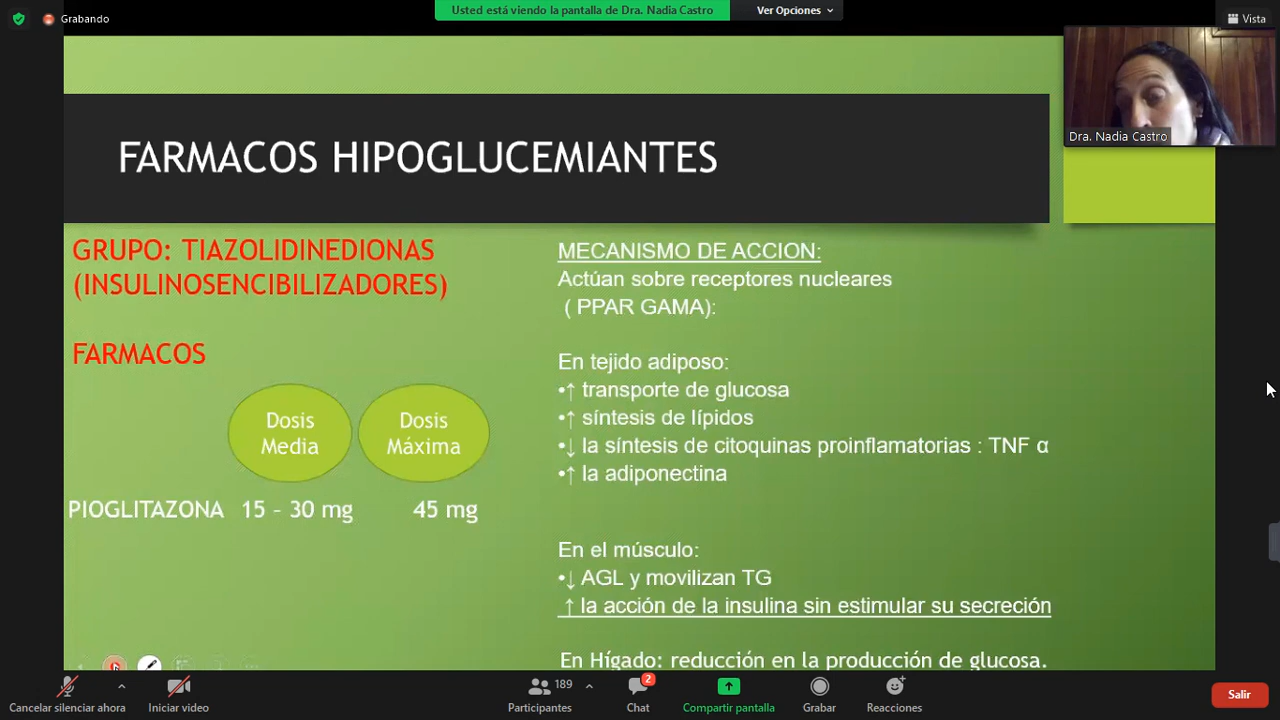 Grabando
Usted está viendo la pantalla de Dra. Nadia Castro
Ver Opciones
Vista
Dra. Nadia Castro
FARMACOS HIPOGLUCEMIANTES
GRUPO: TIAZOLIDINEDIONAS
(INSULINOSENCIBILIZADORES)
FARMACOS
Dosis
Media
Dosis
Máxima
PIOGLITAZONA 15 – 30 mg 45 mg
MECANISMO DE ACCION:
Actúan sobre receptores nucleares
( PPAR GAMA):
En tejido adiposo:
•↑ transporte de glucosa
•↑ síntesis de lípidos
•↓ la síntesis de citoquinas proinflamatorias : TNF α
•↑ la adiponectina
En el músculo:
•↓ AGL y movilizan TG
↑ la acción de la insulina sin estimular su secreción
En Hígado: reducción en la producción de glucosa.
Cancelar silenciar ahora
Iniciar video
189
Participantes
2
Chat
Compartir pantalla
Grabar
Reacciones
Salir